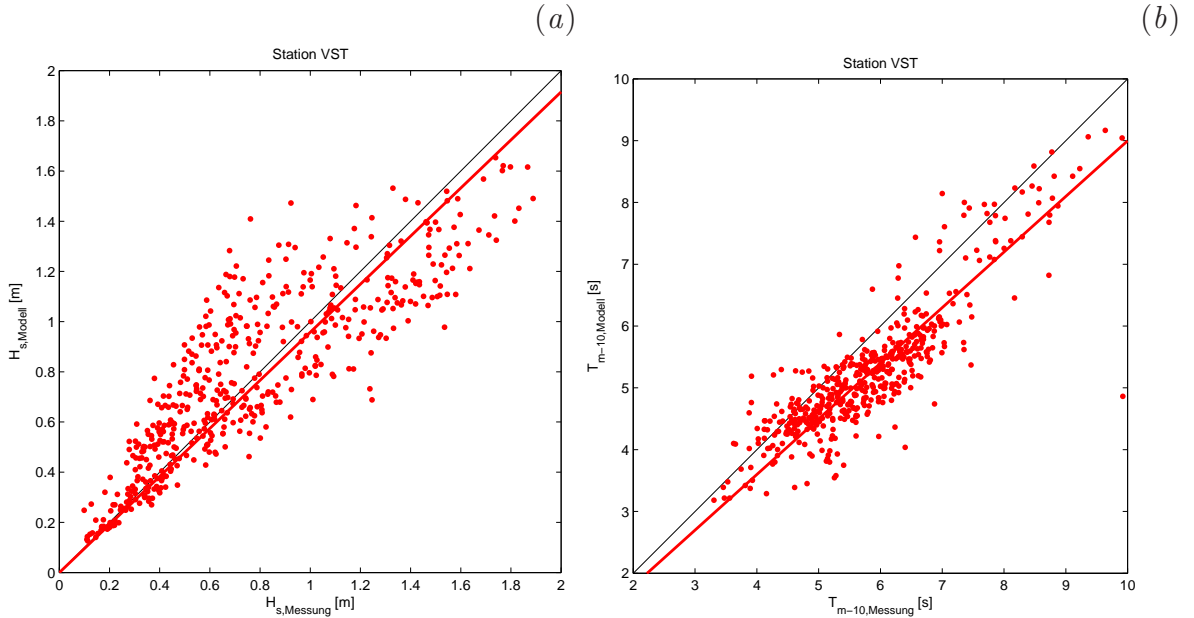 (a)
Station VST
2
1.8
1.6
1.4
1.2
1
0.8
0.6
0.4
0.2
0
H_s,Modell [m]
0 0.2 0.4 0.6 0.8 1 1.2 1.4 1.6 1.8 2
H_s,Messung [m]
(b)
Station VST
10
9
8
7
6
5
4
3
2
T_m−10,Modell [s]
2 3 4 5 6 7 8 9 10
T_m−10,Messung [s]